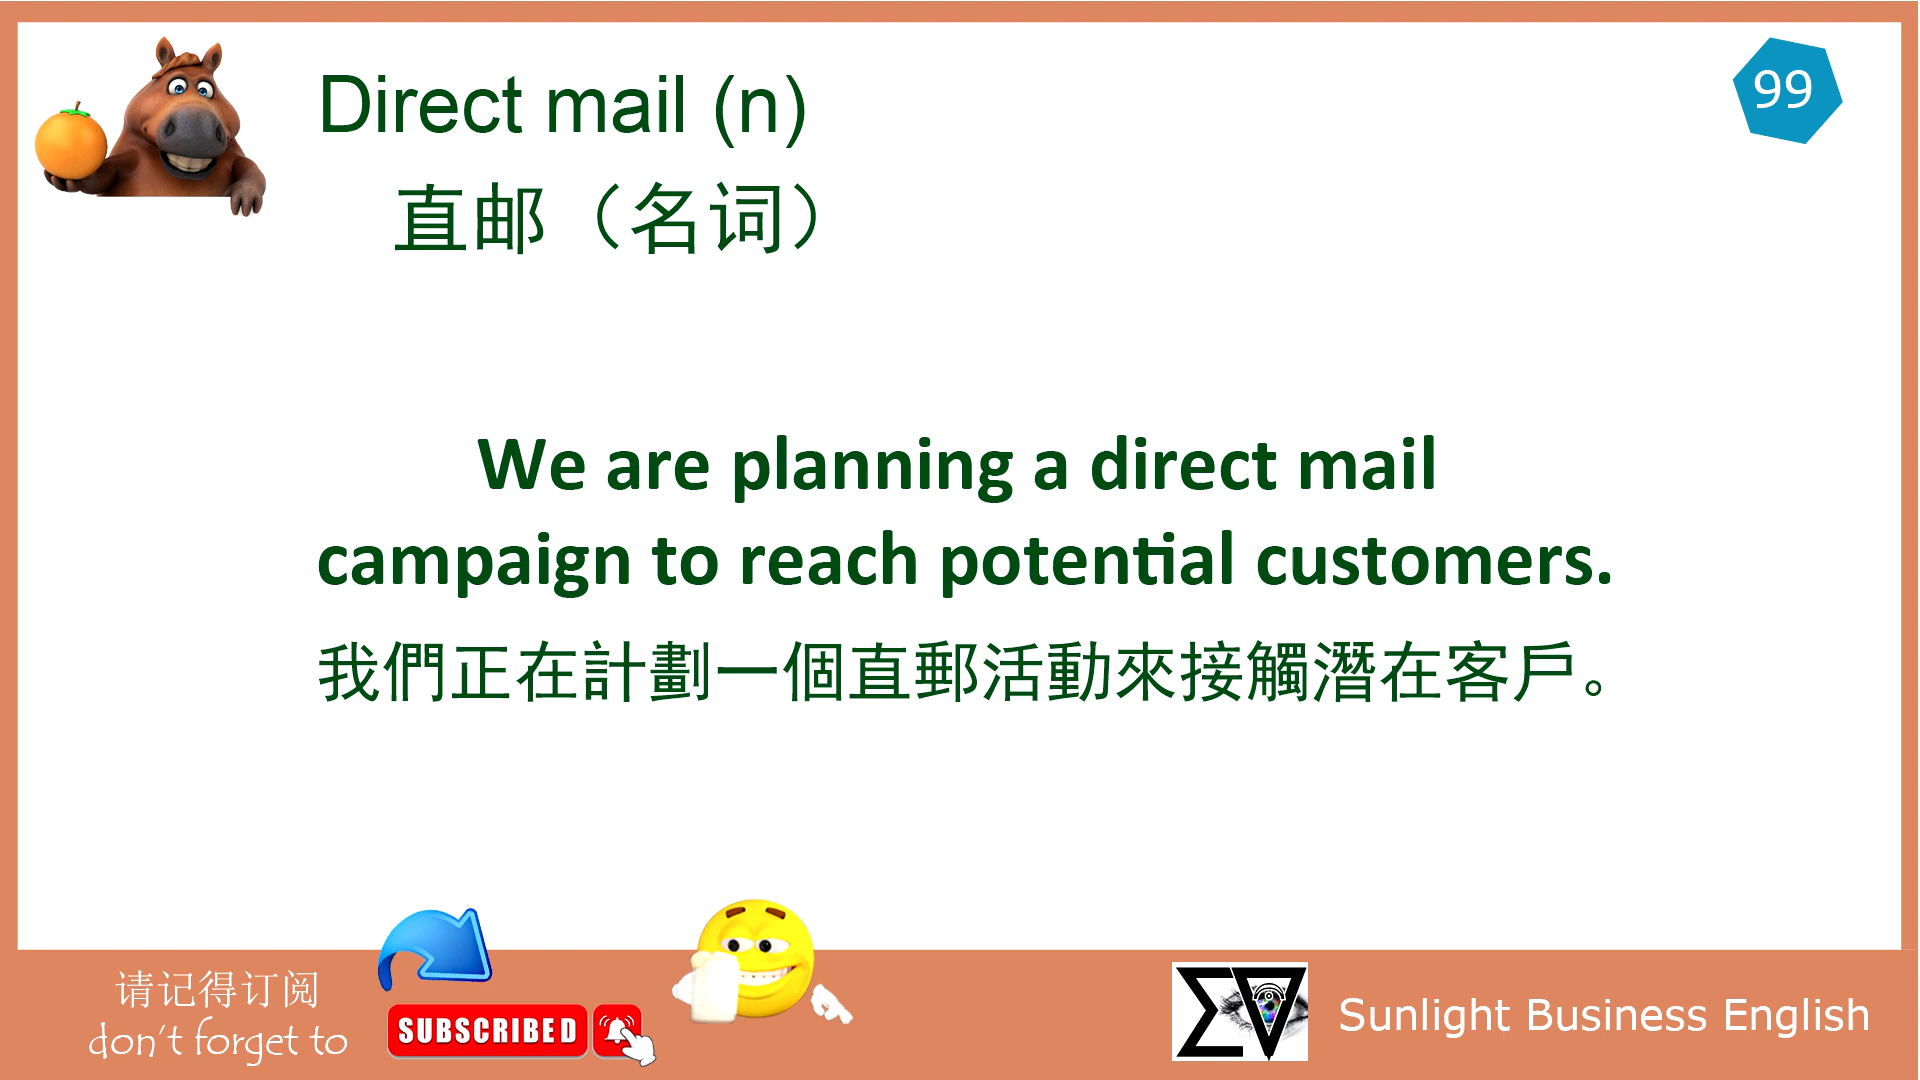 Direct mail (n)
99
直邮（名词）
We are planning a direct mail
campaign to reach potential customers.
我們正在計劃一個直郵活動來接觸潛在客戶。
请记得订阅
don't forget to
SUBSCRIBED
Sunlight Business English